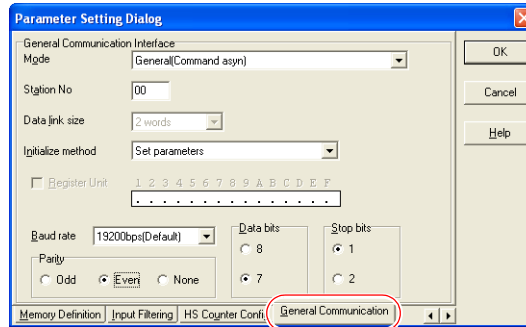 Parameter Setting Dialog
General Communication Interface
Mode General(Command asyn)
OK
Station No 00
Cancel
Data link size 2 words
Help
Initialize method Set parameters
Register Unit 1 2 3 4 5 6 7 8 9 A B C D E F
. . . . . . . . . . . . . . .
Baud rate 19200bps(Default)
Data bits
Stop bits
8
1
Parity
Odd Even None
7
2
Memory Definition Input Filtering HS Counter Confi General Communication